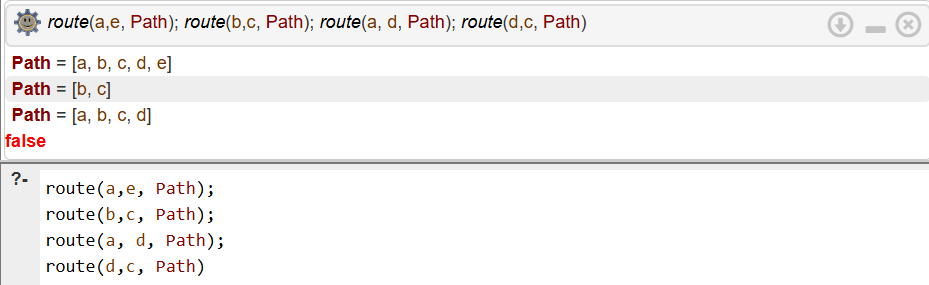 route(a,e, Path); route(b,c, Path); route(a, d, Path); route(d,c, Path)
Path = [a, b, c, d, e]
Path = [b, c]
Path = [a, b, c, d]
false
?- route(a,e, Path);
route(b,c, Path);
route(a, d, Path);
route(d,c, Path)